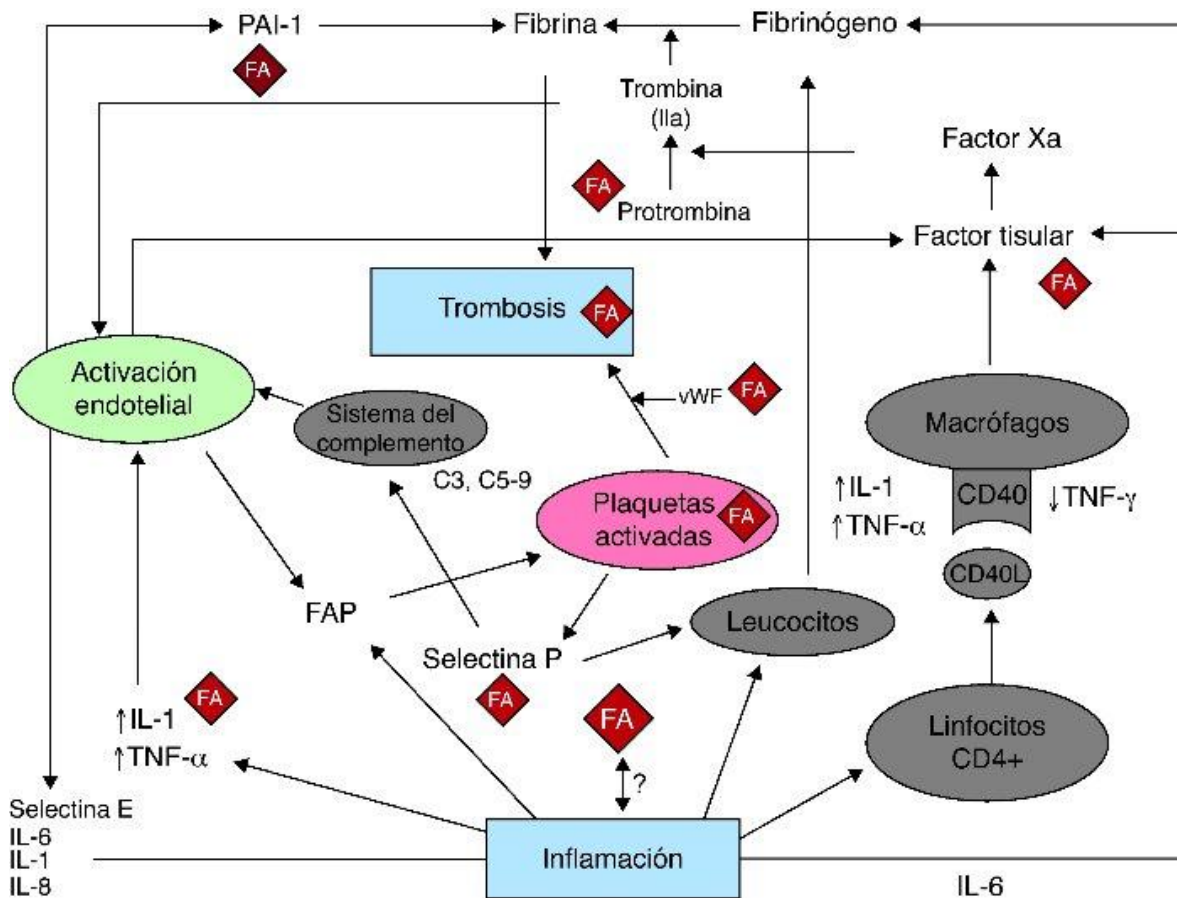 PAI-1
Fibrina
Fibrinógeno
FA
Trombina
(IIa)
Factor Xa
FA
Protrombina
Factor tisular
FA
Trombosis
FA
Activación
endotelial
Sistema del
complemento
vWF
FA
Macrófagos
C3, C5-9
↑IL-1
↑TNF-α
CD40
↓TNF-γ
Plaquetas
activadas
FA
CD40L
FAP
Leucocitos
Selectina P
FA
FA
FA
↑IL-1
↑TNF-α
Linfocitos
CD4+
?
Selectina E
IL-6
IL-1
IL-8
Inflamación
IL-6